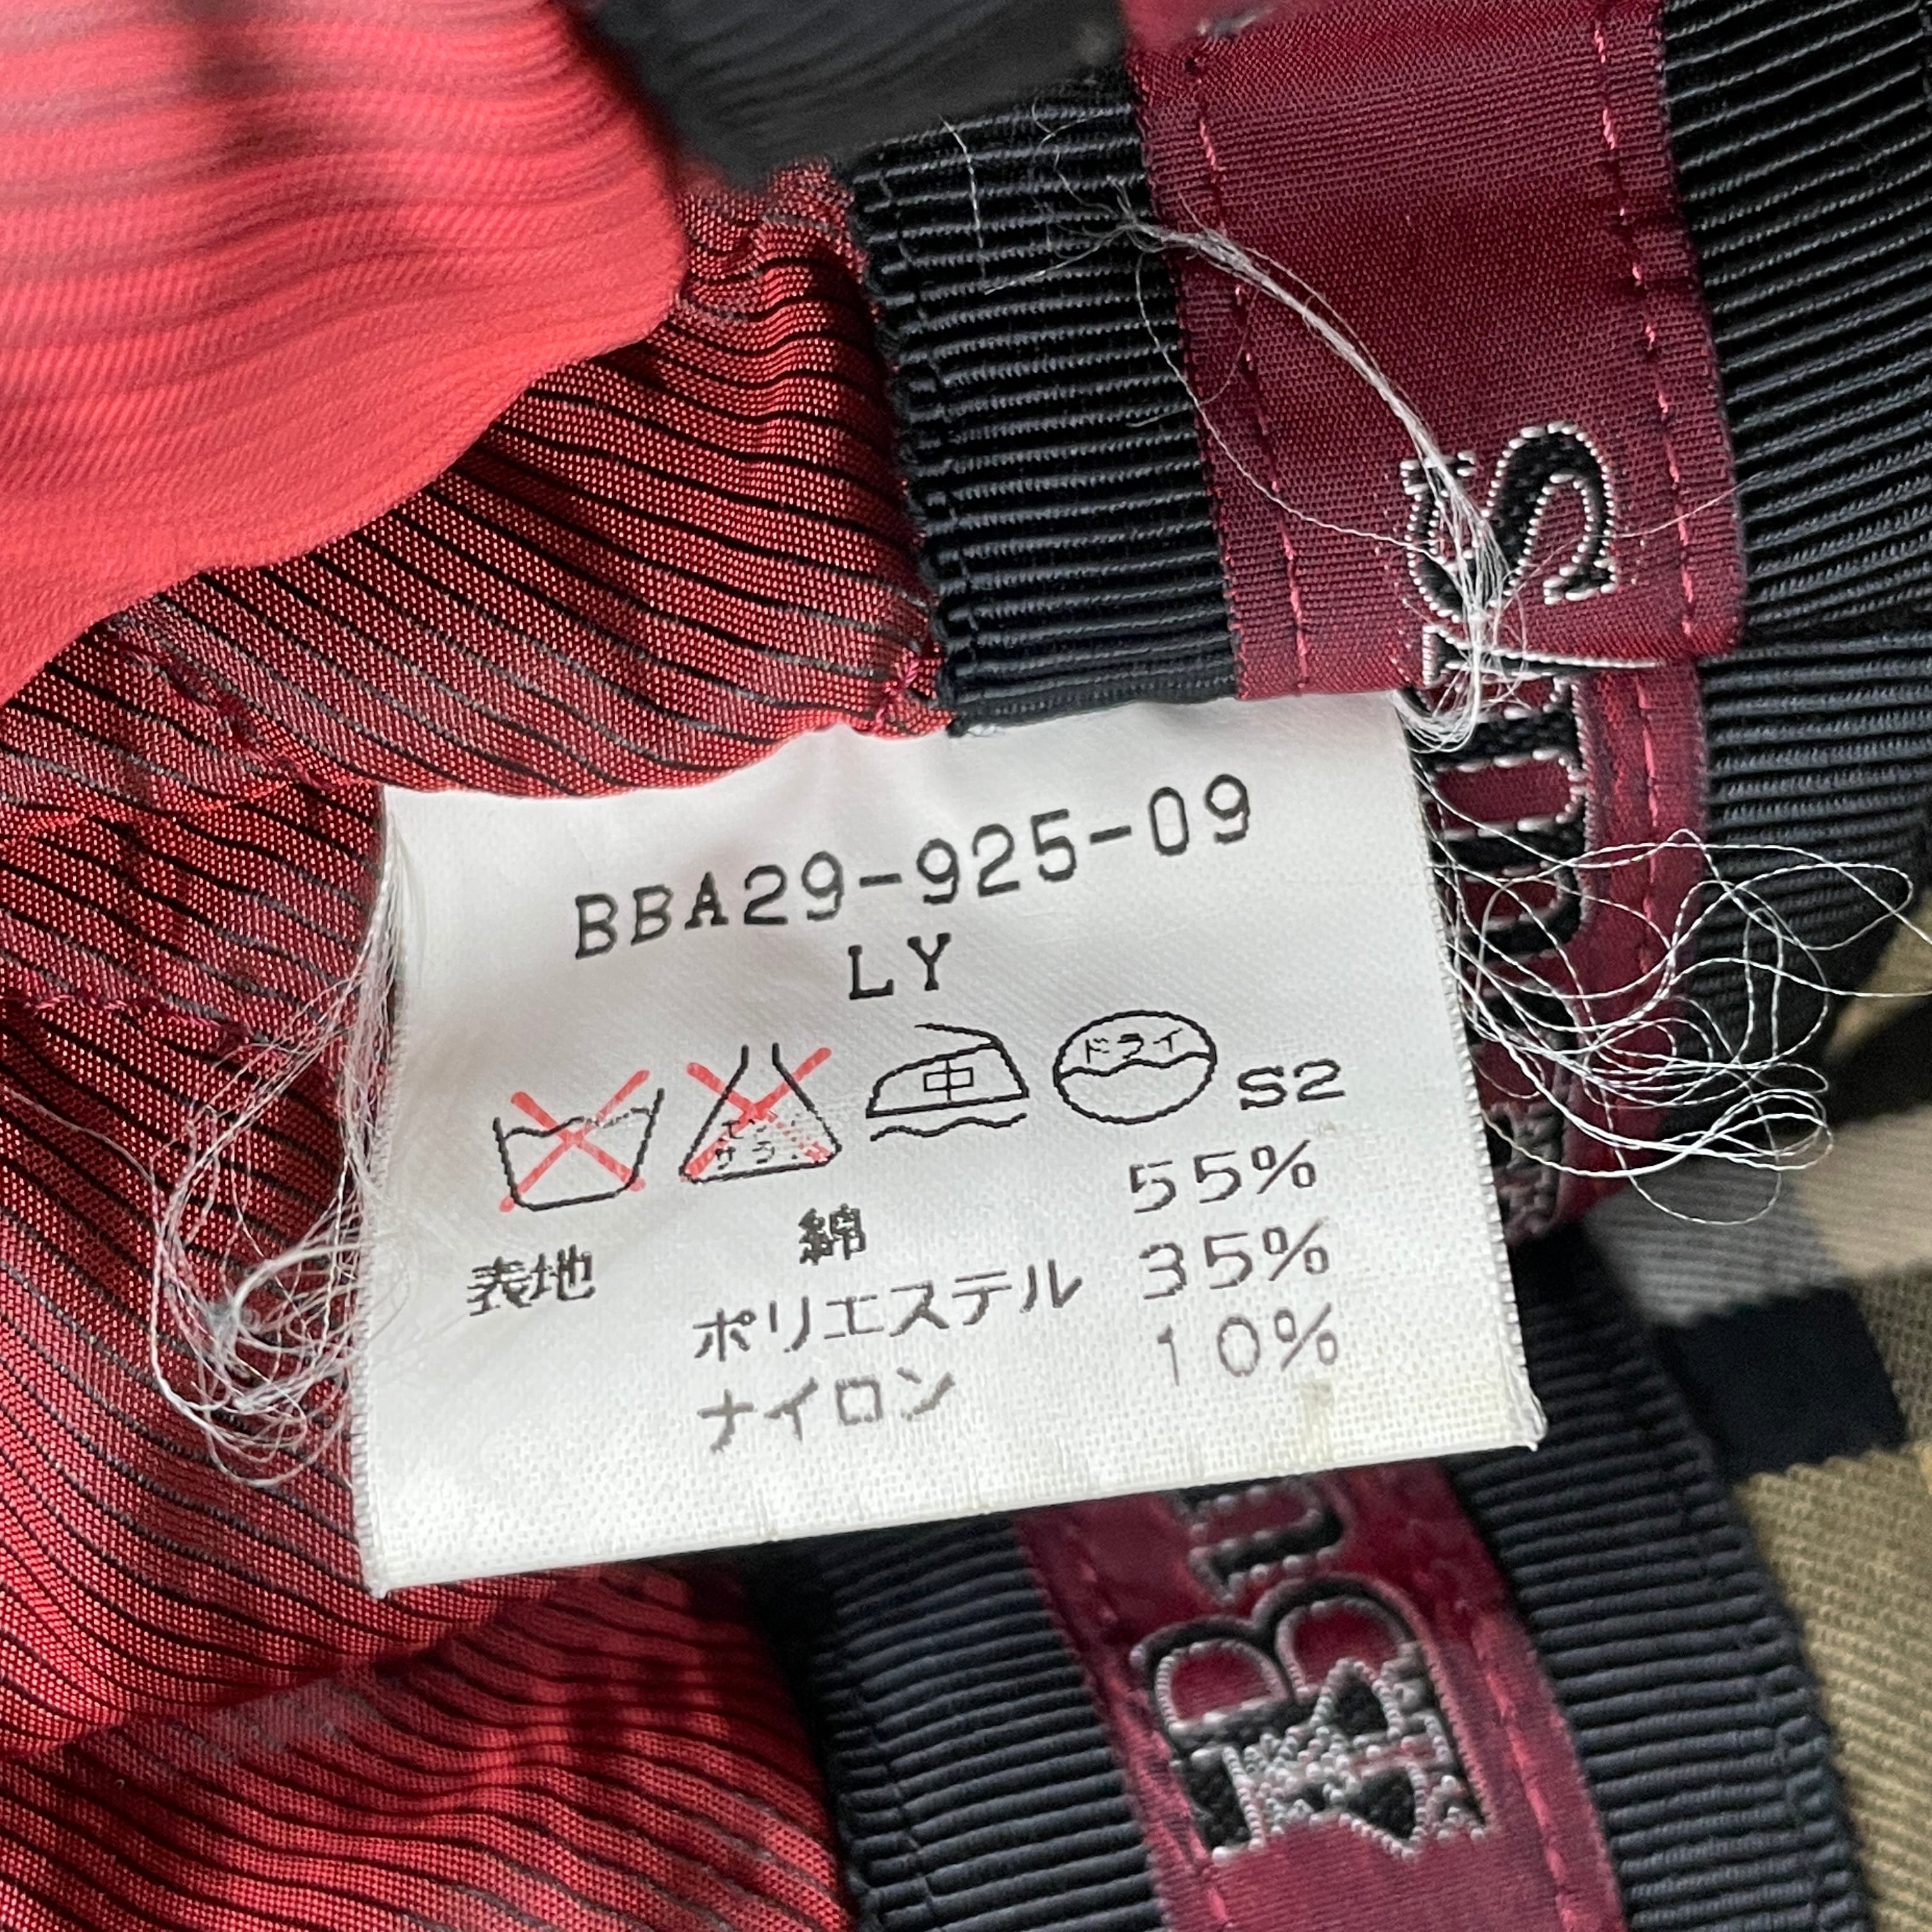 BBA29-925-09
LY
中 ドライ S2
綿 55%
表地 ポリエステル 35%
ナイロン 10%